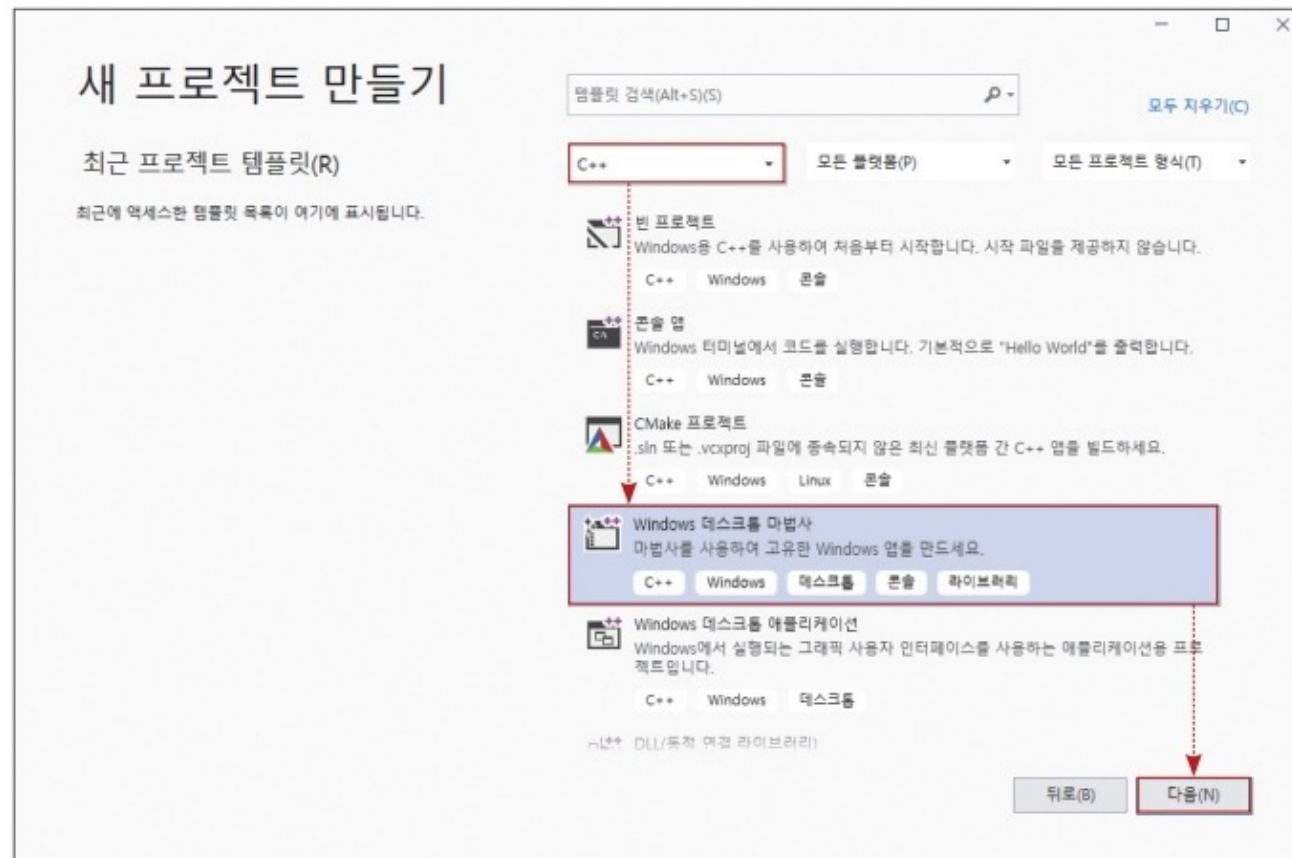 새 프로젝트 만들기
템플릿 검색(Alt+S)(S)
모두 지우기(C)
최근 프로젝트 템플릿(R)
최근에 액세스한 템플릿 목록이 여기에 표시됩니다.
C++
모든 플랫폼(P)
모든 프로젝트 형식(T)
빈 프로젝트
Windows용 C++를 사용하여 처음부터 시작합니다. 시작 파일을 제공하지 않습니다.
C++ Windows 콘솔
콘솔 앱
Windows 터미널에서 코드를 실행합니다. 기본적으로 "Hello World"를 출력합니다.
C++ Windows 콘솔
CMake 프로젝트
.sln 또는 .vcxproj 파일에 종속되지 않은 최신 플랫폼 간 C++ 앱을 빌드하세요.
C++ Windows Linux 콘솔
Windows 데스크톱 마법사
마법사를 사용하여 고유한 Windows 앱을 만드세요.
C++ Windows 데스크톱 콘솔 라이브러리
Windows 데스크톱 애플리케이션
Windows에서 실행되는 그래픽 사용자 인터페이스를 사용하는 애플리케이션용 프로
젝트입니다.
C++ Windows 데스크톱
DLL(동적 연결 라이브러리)
뒤로(B)
다음(N)